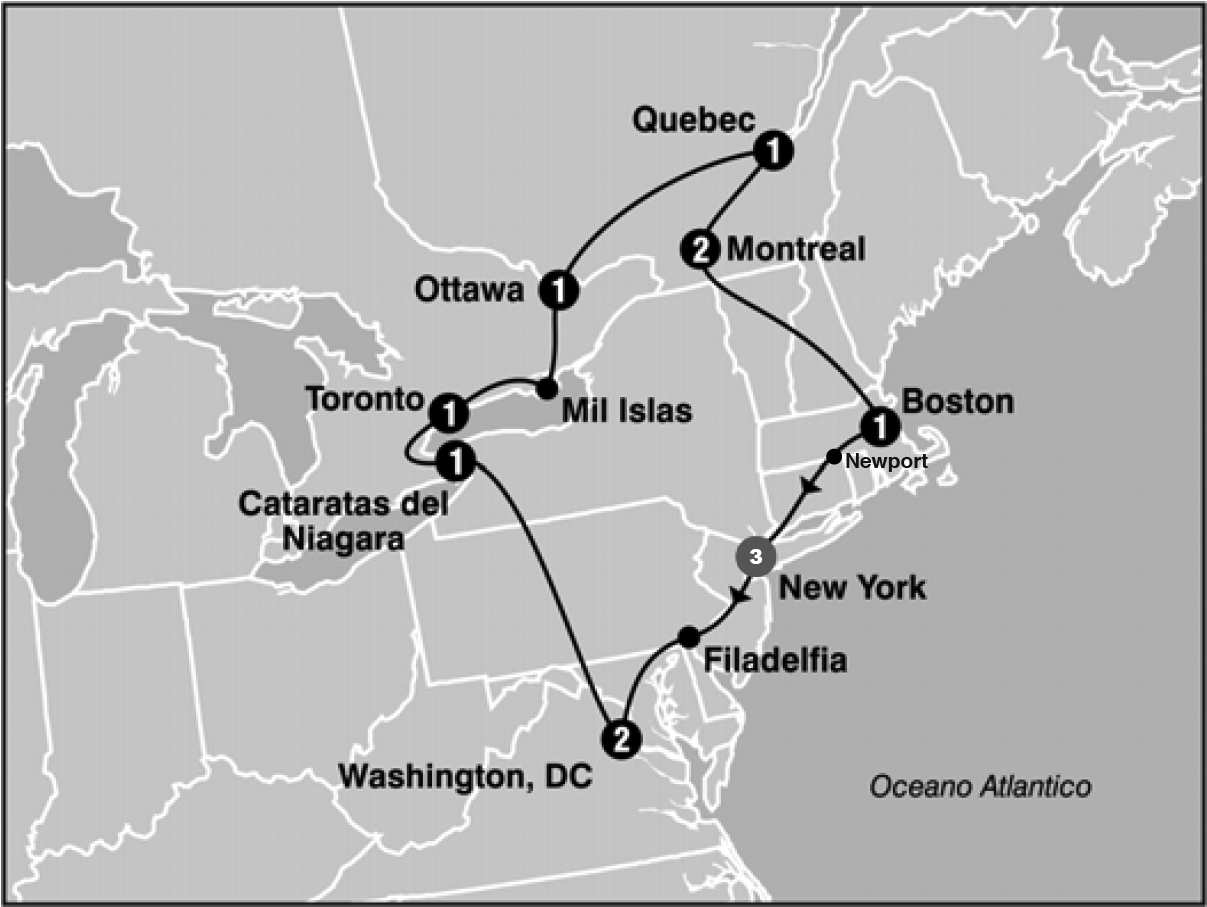 Quebec
1
2 Montreal
Ottawa 1
Toronto 1
Mil Islas
Boston
1
Newport
1
Cataratas del
Niagara
3
New York
Filadelfia
2
Washington, DC
Oceano Atlantico